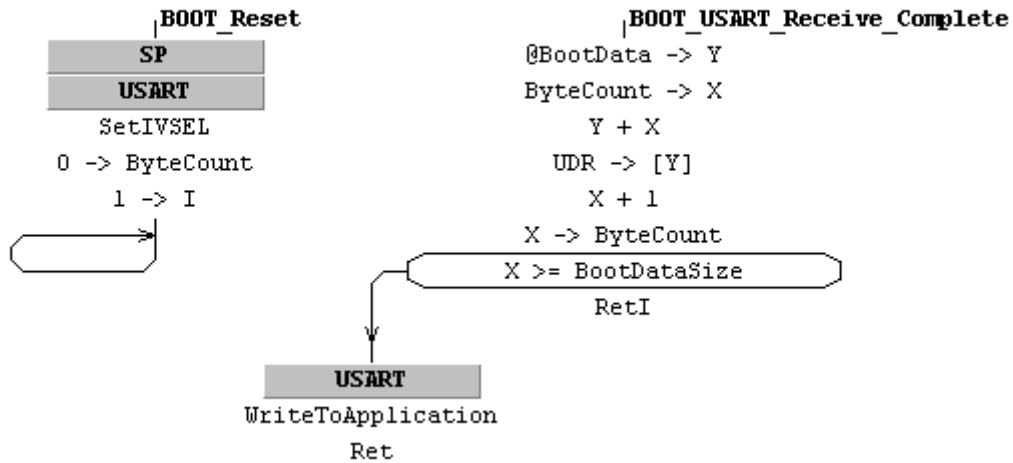 BOOT_Reset
SP
USART
SetIVSEL
0 -> ByteCount
1 -> I
BOOT_USART_Receive_Complete
@BootData -> Y
ByteCount -> X
Y + X
UDR -> [Y]
X + 1
X -> ByteCount
X >= BootDataSize
RetI
USART
WriteToApplication
Ret